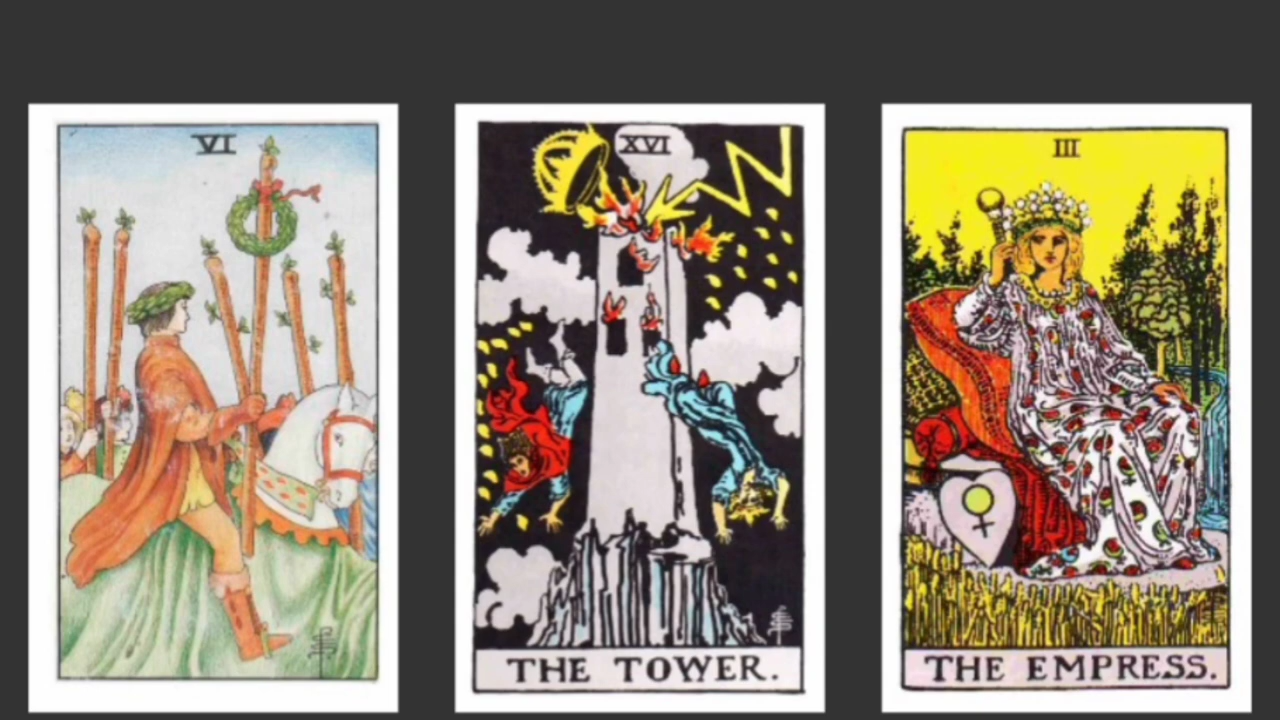 VI
XVI
III
THE TOWER.
THE EMPRESS.